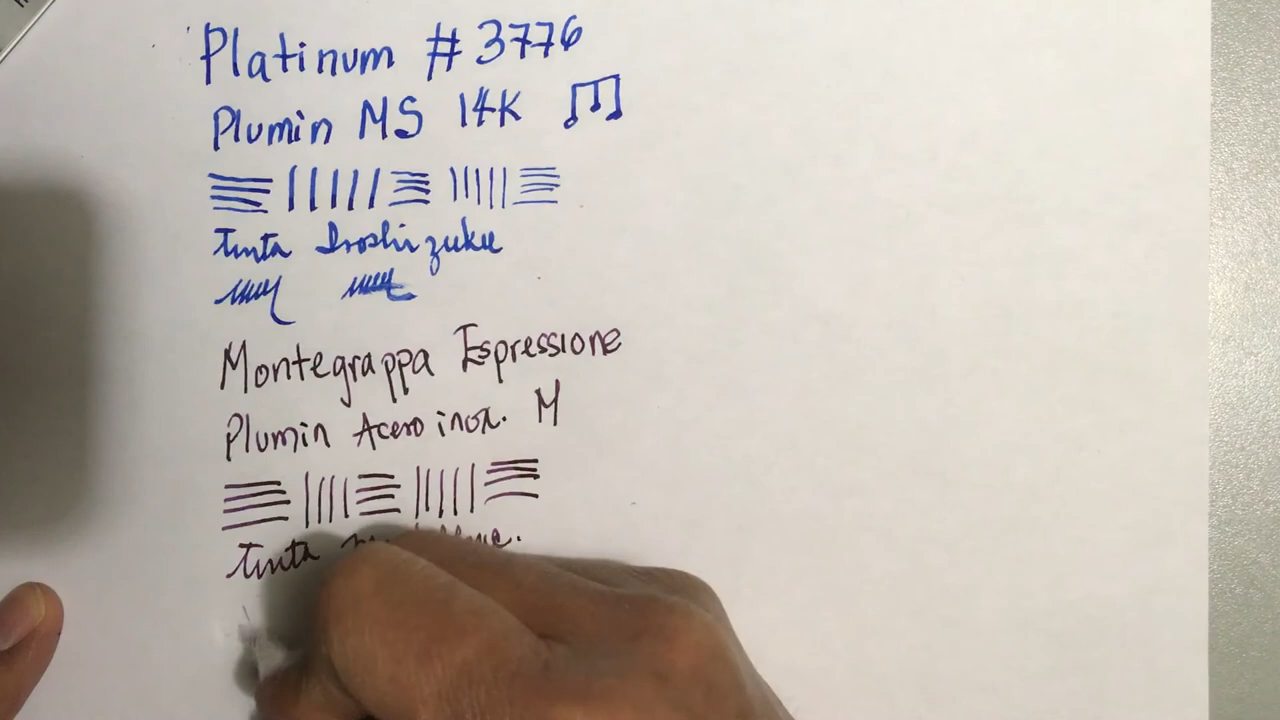 Platinum # 3776
Plumin MS 14K
tinta Iroshizuku
Montegrappa Espressione
Plumin Acero inox. M
tinta